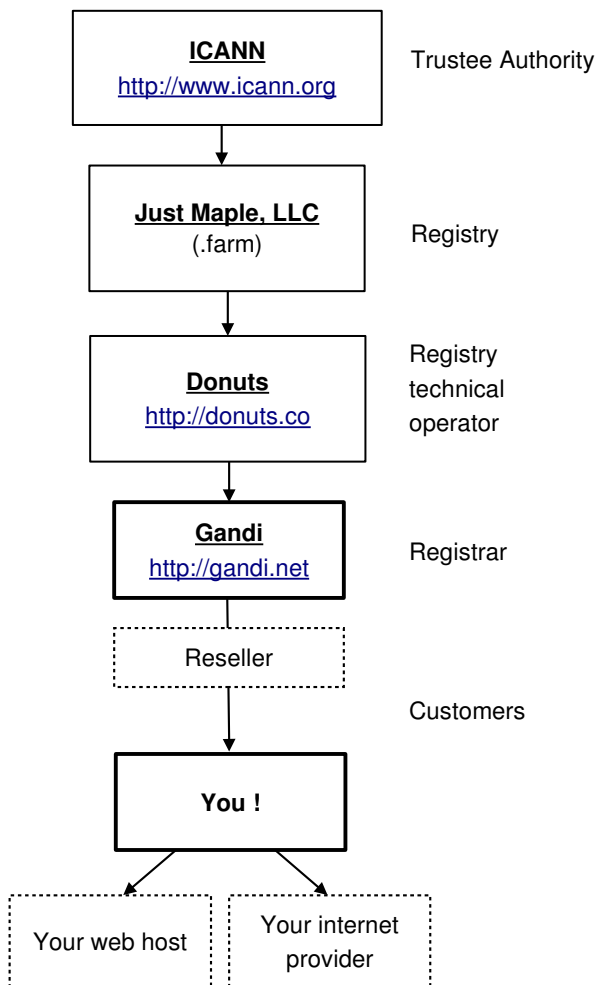 ICANN
http://www.icann.org
Trustee Authority
Just Maple, LLC
(.farm)
Registry
Donuts
http://donuts.co
Registry
technical
operator
Gandi
http://gandi.net
Registrar
Reseller
Customers
You !
Your web host
Your internet
provider